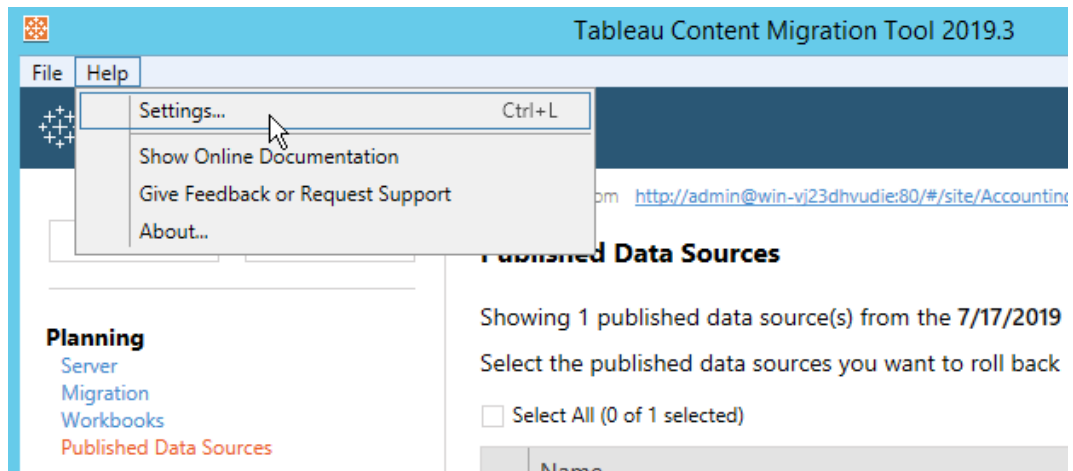 Tableau Content Migration Tool 2019.3
File Help
Settings... Ctrl+L
Show Online Documentation
Give Feedback or Request Support
About...
http://admin@win-vj23dhvudie:80/#/site/Accounting
Published Data Sources
Showing 1 published data source(s) from the 7/17/2019
Select the published data sources you want to roll back
Select All (0 of 1 selected)
Name
Planning
Server
Migration
Workbooks
Published Data Sources